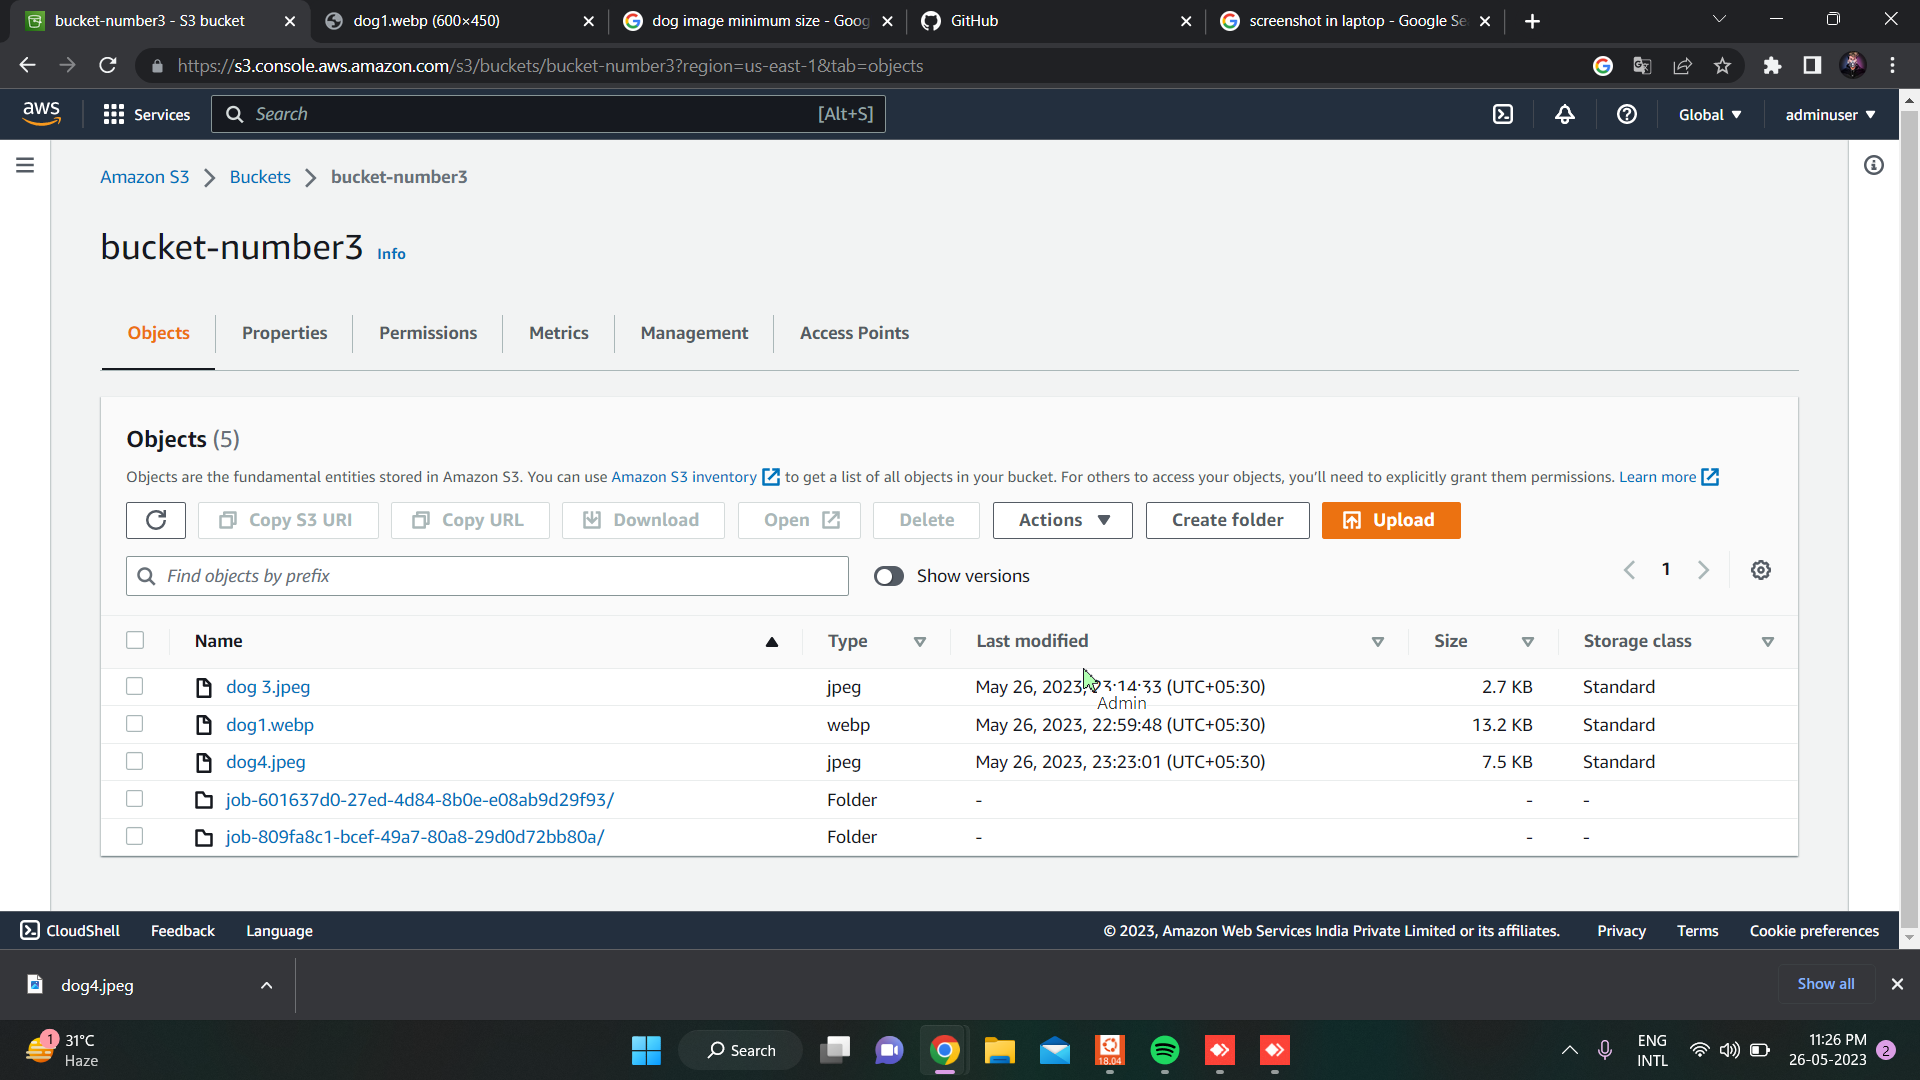 bucket-number3 - S3 bucket
dog1.webp (600×450)
dog image minimum size - Goog
GitHub
screenshot in laptop - Google Se
https://s3.console.aws.amazon.com/s3/buckets/bucket-number3?region=us-east-1&tab=objects
aws
Services
Search
[Alt+S]
Global
adminuser
Amazon S3
Buckets
bucket-number3
bucket-number3
Info
Objects
Properties
Permissions
Metrics
Management
Access Points
Objects (5)
Objects are the fundamental entities stored in Amazon S3. You can use Amazon S3 inventory to get a list of all objects in your bucket. For others to access your objects, you'll need to explicitly grant them permissions. Learn more
Copy S3 URI
Copy URL
Download
Open
Delete
Actions
Create folder
Upload
Find objects by prefix
Show versions
1
Name Type Last modified Size Storage class
dog 3.jpeg jpeg May 26, 2023, 23:14:33 (UTC+05:30) 2.7 KB Standard
Admin
dog1.webp webp May 26, 2023, 22:59:48 (UTC+05:30) 13.2 KB Standard
dog4.jpeg jpeg May 26, 2023, 23:23:01 (UTC+05:30) 7.5 KB Standard
job-601637d0-27ed-4d84-8b0e-e08ab9d29f93/ Folder - - -
job-809fa8c1-bcef-49a7-80a8-29d0d72bb80a/ Folder - - -
CloudShell
Feedback
Language
© 2023, Amazon Web Services India Private Limited or its affiliates.
Privacy
Terms
Cookie preferences
dog4.jpeg
Show all
1
31°C
Haze
Search
18.04
ENG
INTL
11:26 PM
26-05-2023
2